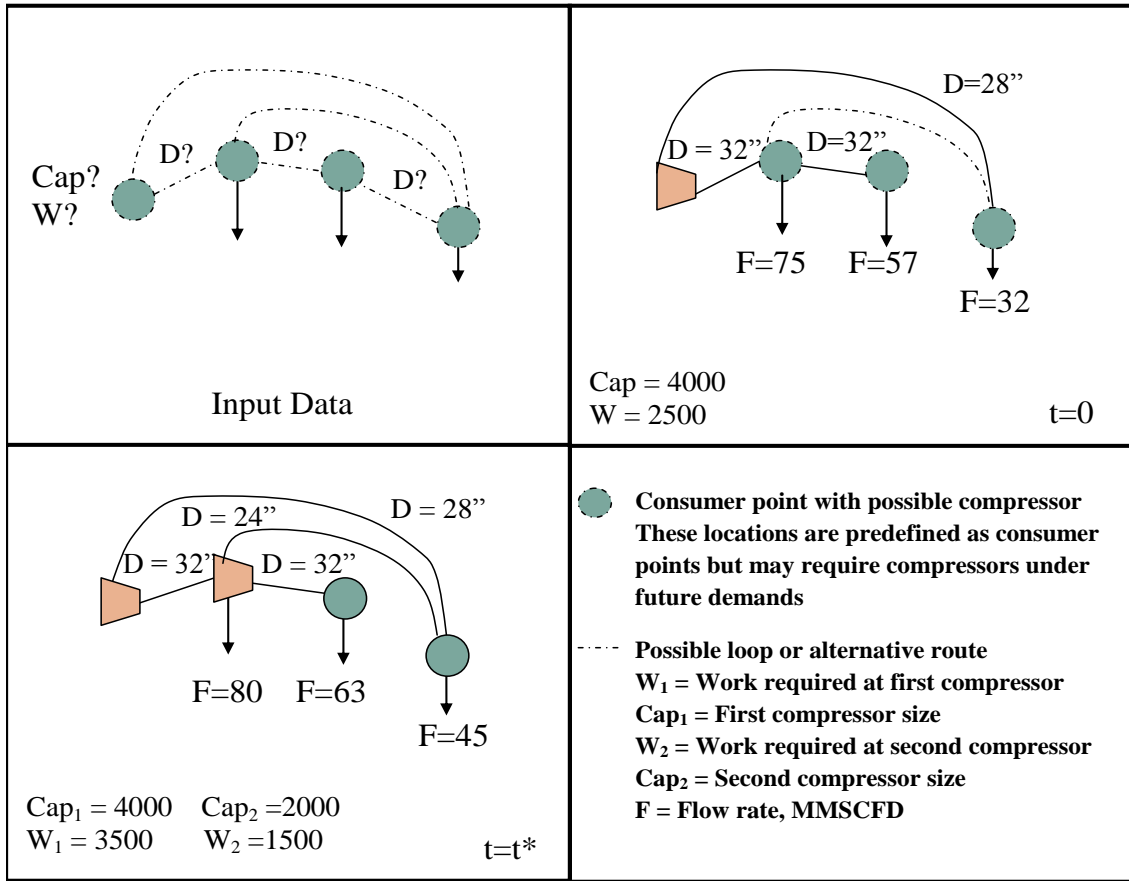 D?
D?
D?
Cap?
W?
Input Data
D=28”
D = 32”
D=32”
F=75
F=57
F=32
Cap = 4000
W = 2500
t=0
D = 24”
D = 28”
D = 32”
D = 32”
F=80
F=63
F=45
Cap₁ = 4000
Cap₂ =2000
W₁ = 3500
W₂ =1500
t=t*
Consumer point with possible compressor
These locations are predefined as consumer
points but may require compressors under
future demands
Possible loop or alternative route
W₁ = Work required at first compressor
Cap₁ = First compressor size
W₂ = Work required at second compressor
Cap₂ = Second compressor size
F = Flow rate, MMSCFD